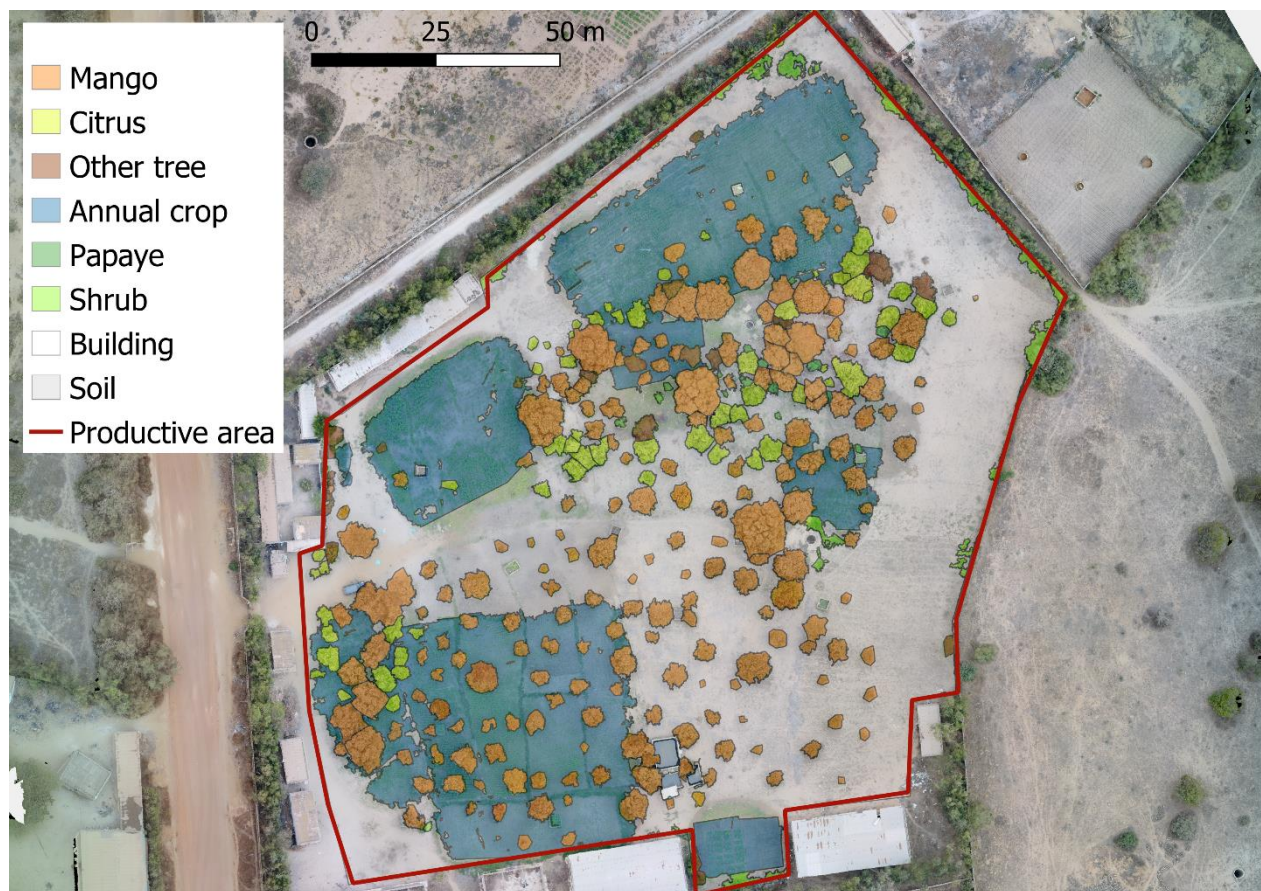 0 25 50 m
Mango
Citrus
Other tree
Annual crop
Papaye
Shrub
Building
Soil
Productive area